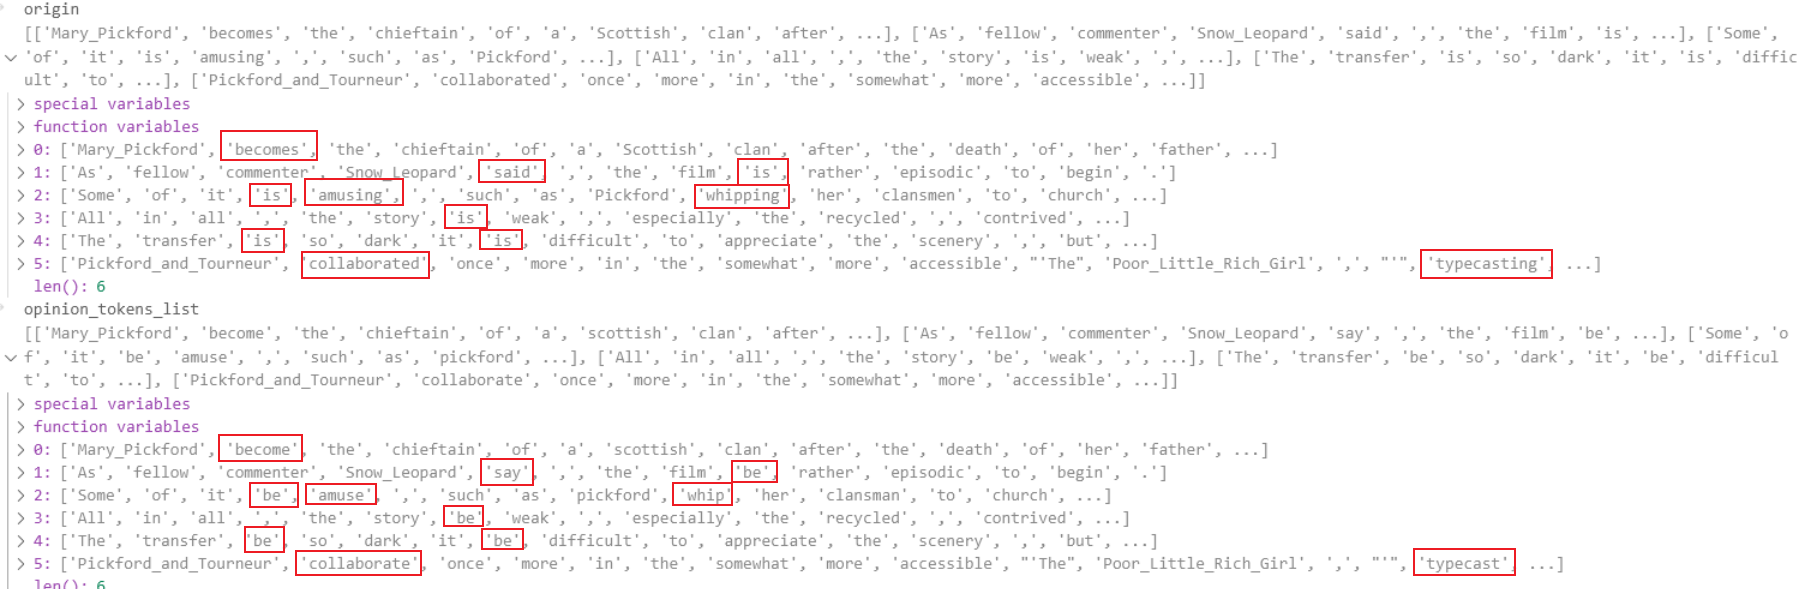 origin
[['Mary_Pickford', 'becomes', 'the', 'chieftain', 'of', 'a', 'Scottish', 'clan', 'after', ...], ['As', 'fellow', 'commenter', 'Snow_Leopard', 'said', ',', 'the', 'film', 'is', ...], ['Some',
'of', 'it', 'is', 'amusing', ',', 'such', 'as', 'Pickford', ...], ['All', 'in', 'all', ',', 'the', 'story', 'is', 'weak', ',', ...], ['The', 'transfer', 'is', 'so', 'dark', 'it', 'is', 'diffic
ult', 'to', ...], ['Pickford_and_Tourneur', 'collaborated', 'once', 'more', 'in', 'the', 'somewhat', 'more', 'accessible', ...]]
> special variables
> function variables
> 0: ['Mary_Pickford', 'becomes', 'the', 'chieftain', 'of', 'a', 'Scottish', 'clan', 'after', 'the', 'death', 'of', 'her', 'father', ...]
> 1: ['As', 'fellow', 'commenter', 'Snow_Leopard', 'said', ',', 'the', 'film', 'is', 'rather', 'episodic', 'to', 'begin', '.']
> 2: ['Some', 'of', 'it', 'is', 'amusing', ',', 'such', 'as', 'Pickford', 'whipping', 'her', 'clansmen', 'to', 'church', ...]
> 3: ['All', 'in', 'all', ',', 'the', 'story', 'is', 'weak', ',', 'especially', 'the', 'recycled', ',', 'contrived', ...]
> 4: ['The', 'transfer', 'is', 'so', 'dark', 'it', 'is', 'difficult', 'to', 'appreciate', 'the', 'scenery', ',', 'but', ...]
> 5: ['Pickford_and_Tourneur', 'collaborated', 'once', 'more', 'in', 'the', 'somewhat', 'more', 'accessible', "'The", 'Poor_Little_Rich_Girl', ',', "'", 'typecasting', ...]
len(): 6
opinion_tokens_list
[['Mary_Pickford', 'become', 'the', 'chieftain', 'of', 'a', 'scottish', 'clan', 'after', ...], ['As', 'fellow', 'commenter', 'Snow_Leopard', 'say', ',', 'the', 'film', 'be', ...], ['Some', 'o
f', 'it', 'be', 'amuse', ',', 'such', 'as', 'pickford', ...], ['All', 'in', 'all', ',', 'the', 'story', 'be', 'weak', ',', ...], ['The', 'transfer', 'be', 'so', 'dark', 'it', 'be', 'difficul
t', 'to', ...], ['Pickford_and_Tourneur', 'collaborate', 'once', 'more', 'in', 'the', 'somewhat', 'more', 'accessible', ...]]
> special variables
> function variables
> 0: ['Mary_Pickford', 'become', 'the', 'chieftain', 'of', 'a', 'scottish', 'clan', 'after', 'the', 'death', 'of', 'her', 'father', ...]
> 1: ['As', 'fellow', 'commenter', 'Snow_Leopard', 'say', ',', 'the', 'film', 'be', 'rather', 'episodic', 'to', 'begin', '.']
> 2: ['Some', 'of', 'it', 'be', 'amuse', ',', 'such', 'as', 'pickford', 'whip', 'her', 'clansman', 'to', 'church', ...]
> 3: ['All', 'in', 'all', ',', 'the', 'story', 'be', 'weak', ',', 'especially', 'the', 'recycled', ',', 'contrived', ...]
> 4: ['The', 'transfer', 'be', 'so', 'dark', 'it', 'be', 'difficult', 'to', 'appreciate', 'the', 'scenery', ',', 'but', ...]
> 5: ['Pickford_and_Tourneur', 'collaborate', 'once', 'more', 'in', 'the', 'somewhat', 'more', 'accessible', "'The", 'Poor_Little_Rich_Girl', ',', "'", 'typecast', ...]
len(): 6